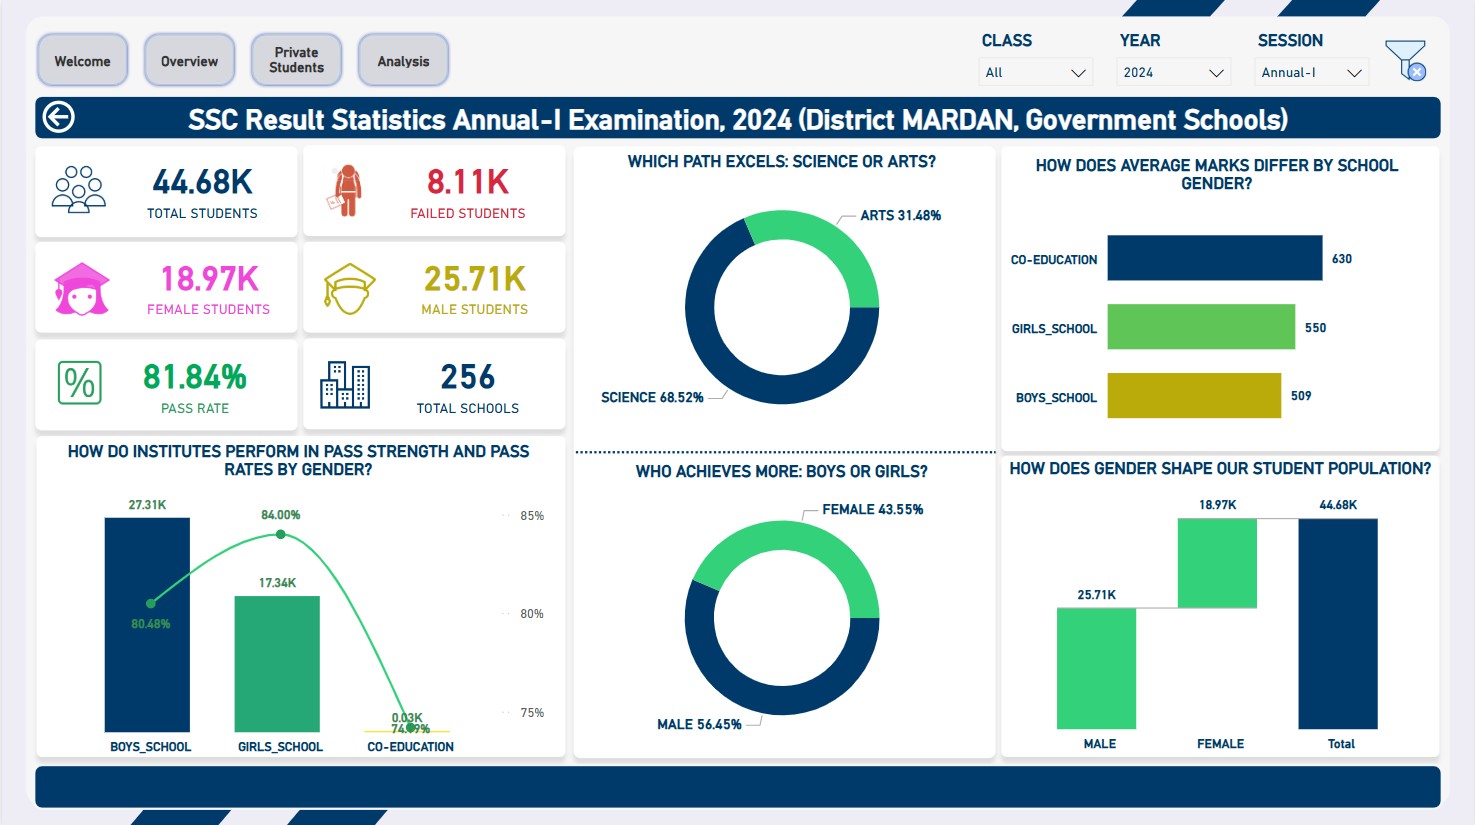 Welcome
Overview
Private
Students
Analysis
CLASS
All
YEAR
2024
SESSION
Annual-I
SSC Result Statistics Annual-I Examination, 2024 (District MARDAN, Government Schools)
44.68K
TOTAL STUDENTS
8.11K
FAILED STUDENTS
18.97K
FEMALE STUDENTS
25.71K
MALE STUDENTS
%
81.84%
PASS RATE
256
TOTAL SCHOOLS
HOW DO INSTITUTES PERFORM IN PASS STRENGTH AND PASS
RATES BY GENDER?
27.31K
84.00%
85%
17.34K
80%
80.48%
0.03K
75%
BOYS_SCHOOL
GIRLS_SCHOOL
CO-EDUCATION
WHICH PATH EXCELS: SCIENCE OR ARTS?
ARTS 31.48%
SCIENCE 68.52%
WHO ACHIEVES MORE: BOYS OR GIRLS?
FEMALE 43.55%
MALE 56.45%
HOW DOES AVERAGE MARKS DIFFER BY SCHOOL
GENDER?
CO-EDUCATION
630
GIRLS_SCHOOL
550
BOYS_SCHOOL
509
HOW DOES GENDER SHAPE OUR STUDENT POPULATION?
18.97K
44.68K
25.71K
MALE
FEMALE
Total